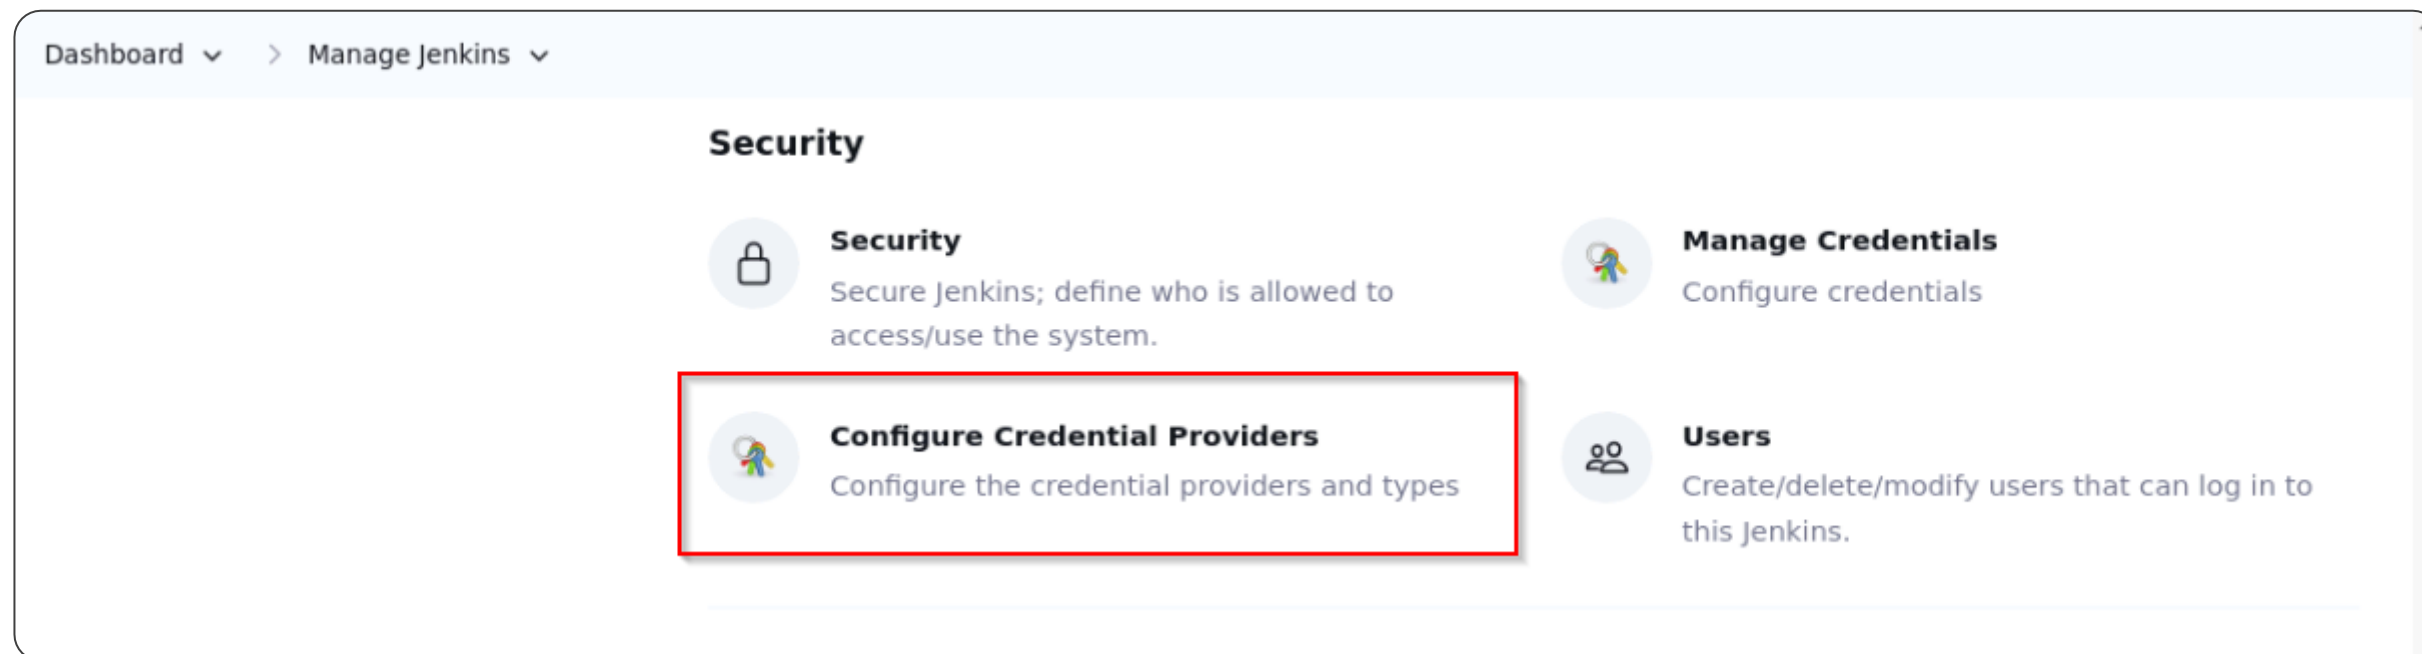 Dashboard
Manage Jenkins
Security
Security
Secure Jenkins; define who is allowed to
access/use the system.
Manage Credentials
Configure credentials
Configure Credential Providers
Configure the credential providers and types
Users
Create/delete/modify users that can log in to
this Jenkins.